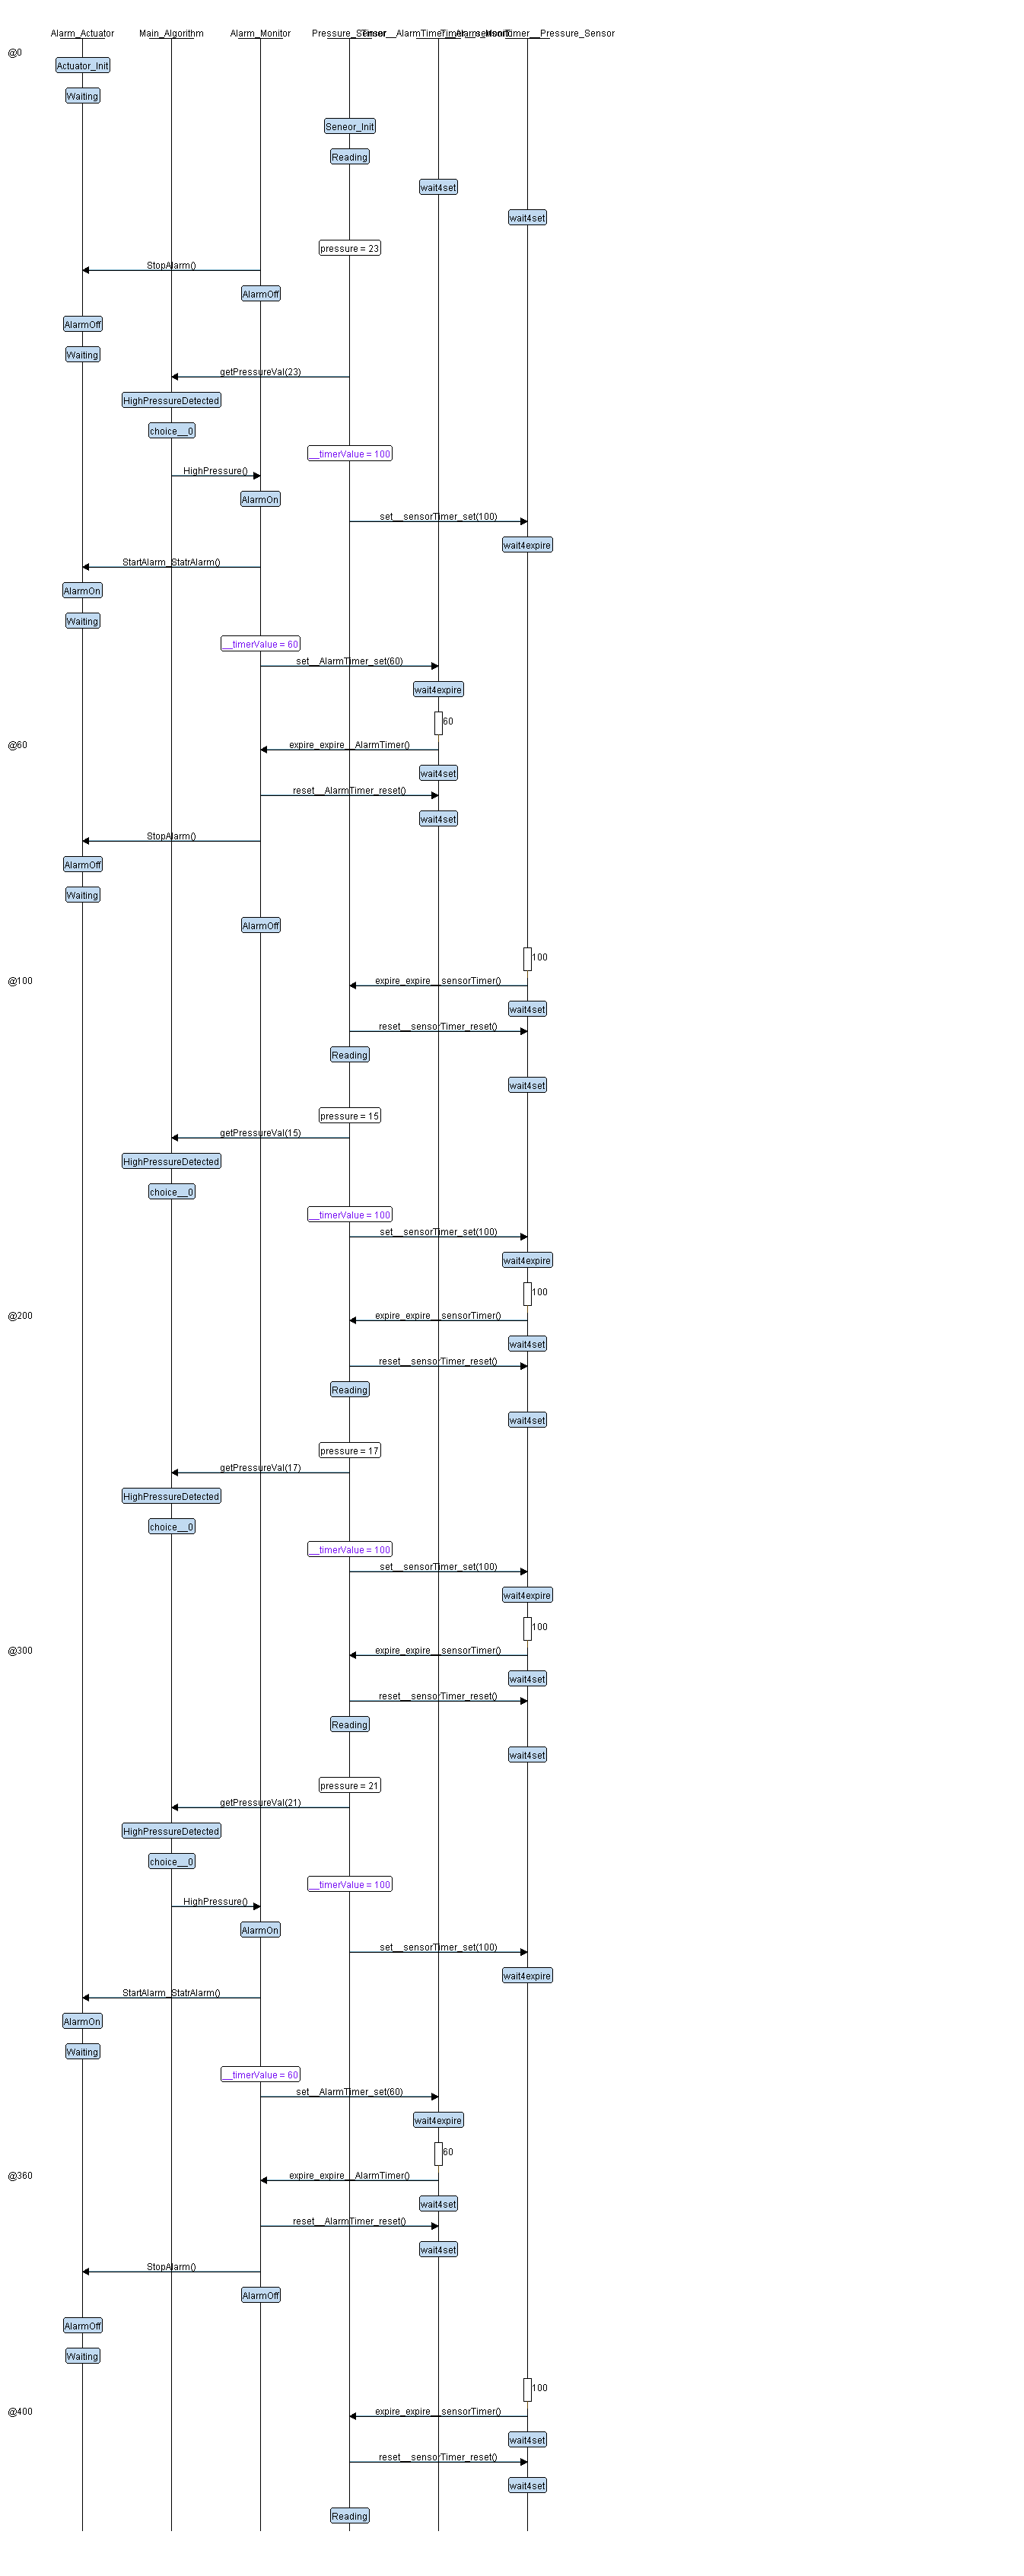 Alarm_Actuator
Main_Algorithm
Alarm_Monitor
@0
Actuator_Init
Waiting
Seneor_Init
Reading
wait4set
wait4set
pressure = 23
StopAlarm()
AlarmOff
AlarmOff
Waiting
getPressureVal(23)
HighPressureDetected
choice__0
__timerValue = 100
HighPressure()
AlarmOn
set__sensorTimer_set(100)
wait4expire
StartAlarm_StatrAlarm()
AlarmOn
Waiting
__timerValue = 60
set__AlarmTimer_set(60)
wait4expire
60
@60
expire_expire__AlarmTimer()
wait4set
reset__AlarmTimer_reset()
wait4set
StopAlarm()
AlarmOff
Waiting
AlarmOff
100
@100
expire_expire__sensorTimer()
wait4set
reset__sensorTimer_reset()
Reading
wait4set
pressure = 15
getPressureVal(15)
HighPressureDetected
choice__0
__timerValue = 100
set__sensorTimer_set(100)
wait4expire
100
@200
expire_expire__sensorTimer()
wait4set
reset__sensorTimer_reset()
Reading
wait4set
pressure = 17
getPressureVal(17)
HighPressureDetected
choice__0
__timerValue = 100
set__sensorTimer_set(100)
wait4expire
100
@300
expire_expire__sensorTimer()
wait4set
reset__sensorTimer_reset()
Reading
wait4set
pressure = 21
getPressureVal(21)
HighPressureDetected
choice__0
__timerValue = 100
HighPressure()
AlarmOn
set__sensorTimer_set(100)
wait4expire
StartAlarm_StatrAlarm()
AlarmOn
Waiting
__timerValue = 60
set__AlarmTimer_set(60)
wait4expire
60
@360
expire_expire__AlarmTimer()
wait4set
reset__AlarmTimer_reset()
wait4set
StopAlarm()
AlarmOff
AlarmOff
Waiting
100
@400
expire_expire__sensorTimer()
wait4set
reset__sensorTimer_reset()
wait4set
Reading